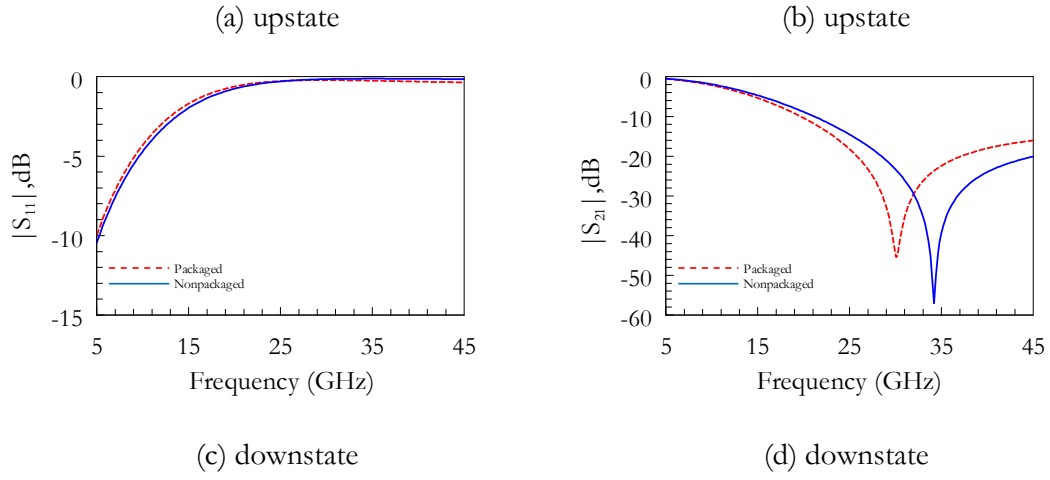 (a) upstate
(b) upstate
0
-5
-10
-15
|S11|,dB
Packaged
Nonpackaged
5
15
25
35
45
Frequency (GHz)
0
-10
-20
-30
-40
-50
-60
|S21|,dB
Packaged
Nonpackaged
5
15
25
35
45
Frequency (GHz)
(c) downstate
(d) downstate